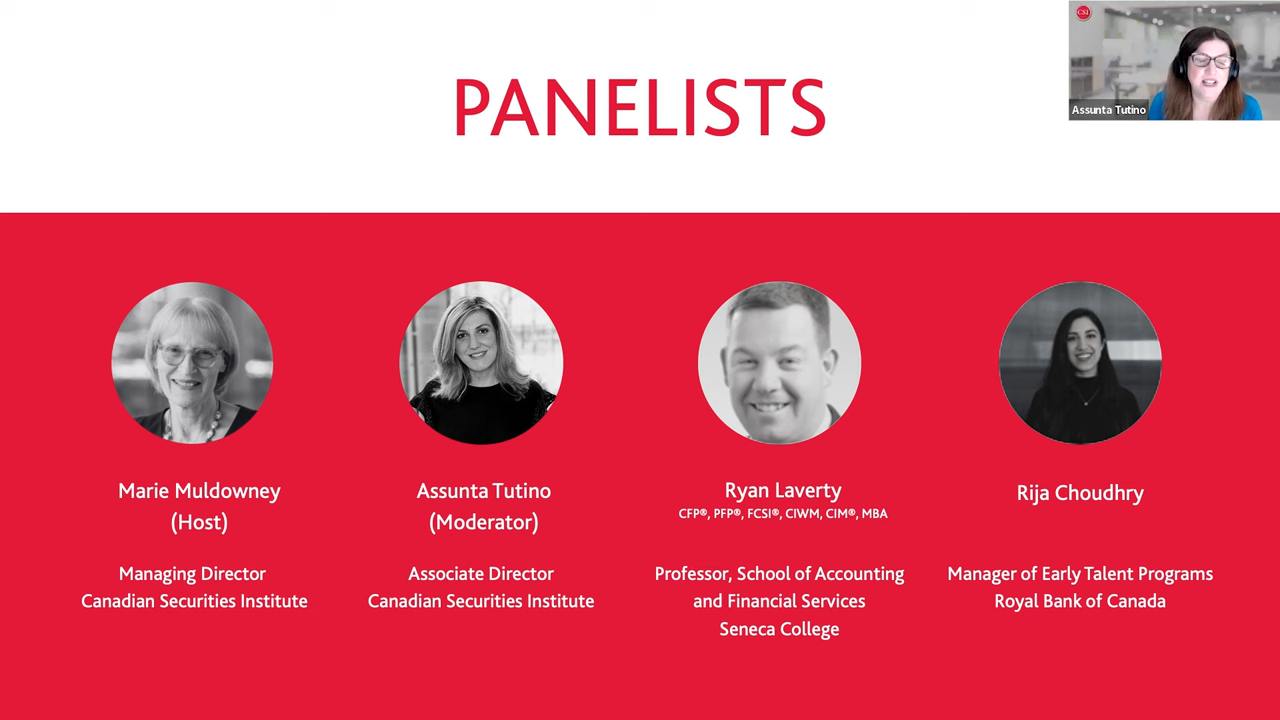 PANELISTS
CSI
Assunta Tutino
Marie Muldowney
(Host)
Managing Director
Canadian Securities Institute
Assunta Tutino
(Moderator)
Associate Director
Canadian Securities Institute
Ryan Laverty
CFP®, PFP®, FCSI®, CIWM, CIM®, MBA
Professor, School of Accounting
and Financial Services
Seneca College
Rija Choudhry
Manager of Early Talent Programs
Royal Bank of Canada